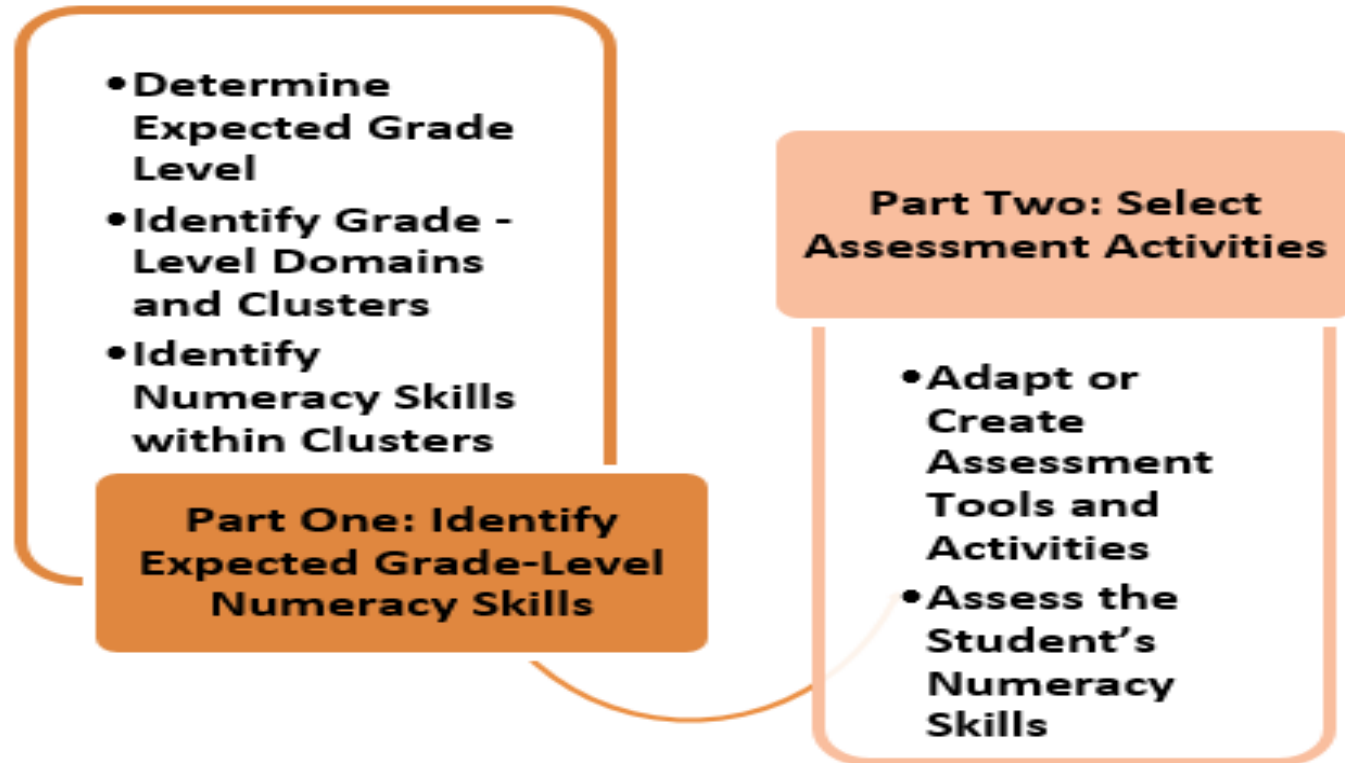 •Determine
Expected Grade
Level
•Identify Grade -
Level Domains
and Clusters
•Identify
Numeracy Skills
within Clusters
Part One: Identify
Expected Grade-Level
Numeracy Skills
Part Two: Select
Assessment Activities
•Adapt or
Create
Assessment
Tools and
Activities
•Assess the
Student’s
Numeracy
Skills